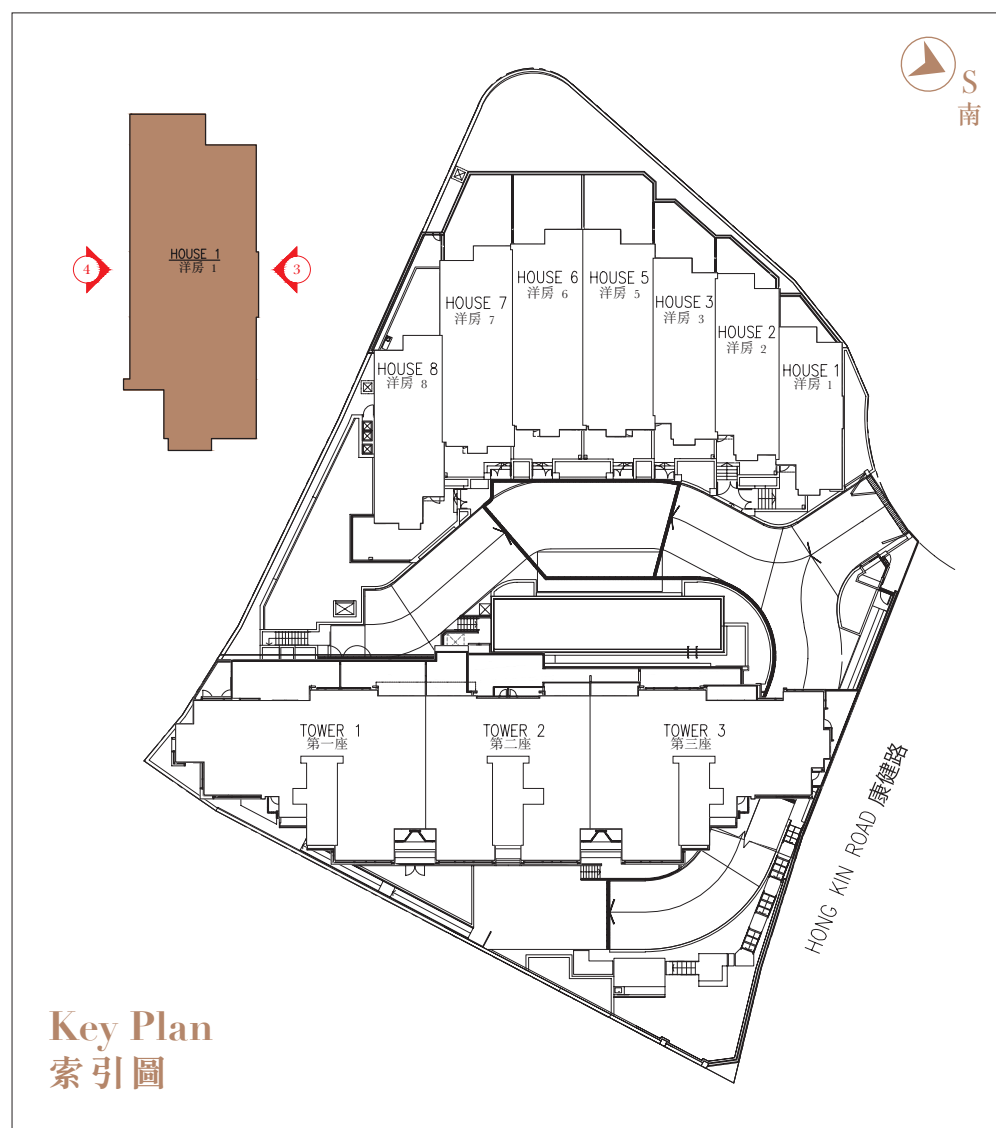 S
南
HOUSE 1
洋房 1
4
3
HOUSE 6
洋房 6
HOUSE 5
洋房 5
HOUSE 7
洋房 7
HOUSE 3
洋房 3
HOUSE 2
洋房 2
HOUSE 8
洋房 8
HOUSE 1
洋房 1
TOWER 1
第一座
TOWER 2
第二座
TOWER 3
第三座
HONG KIN ROAD 康健路
Key Plan
索引圖